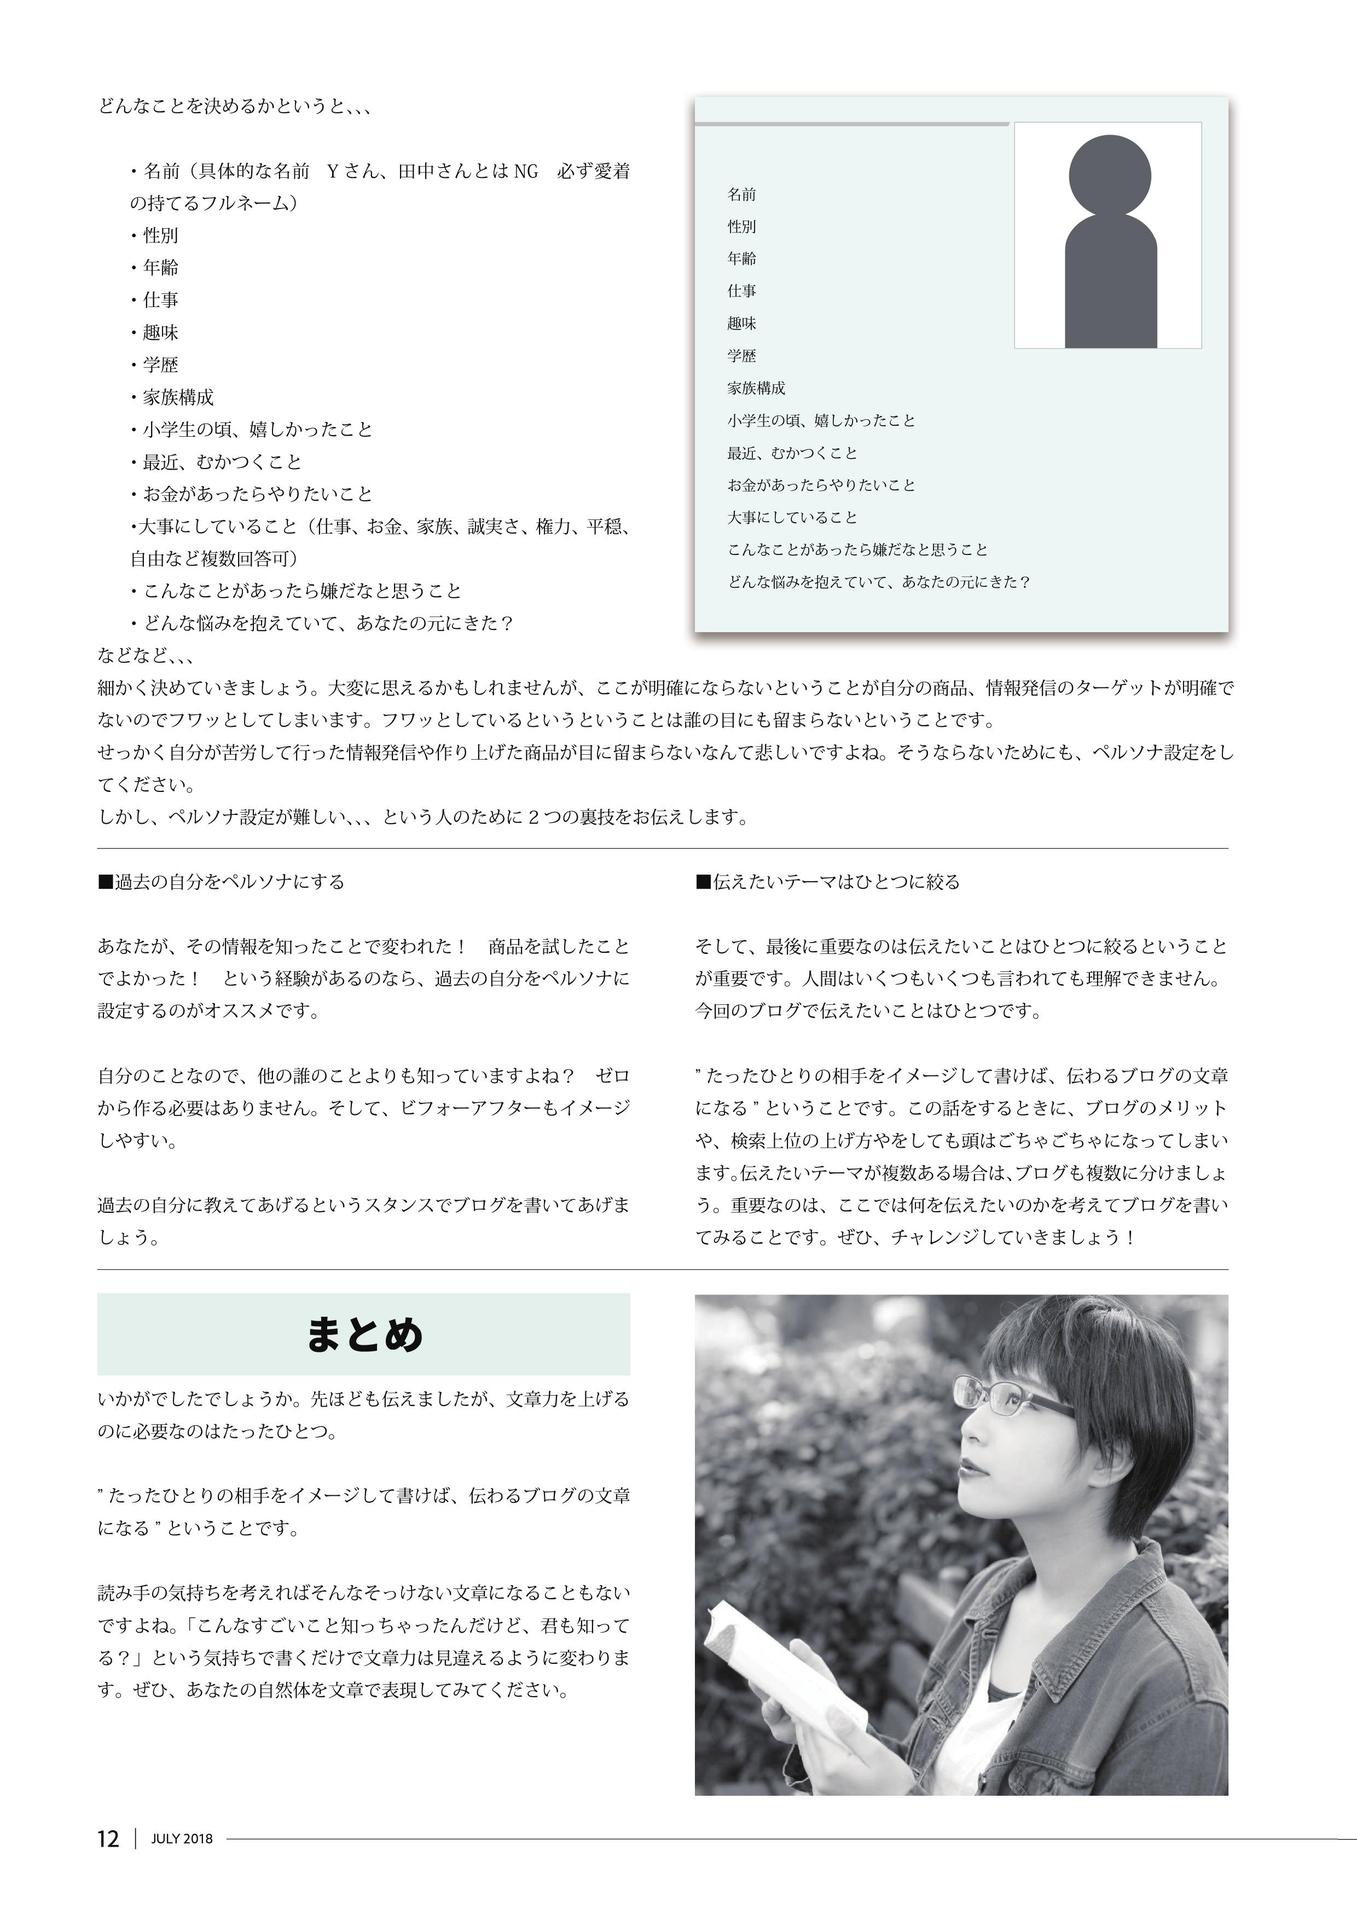 どんなことを決めるかというと、、、
・名前（具体的な名前　Y さん、田中さんとは NG　必ず愛着
の持てるフルネーム）
・性別
・年齢
・仕事
・趣味
・学歴
・家族構成
・小学生の頃、嬉しかったこと
・最近、むかつくこと
・お金があったらやりたいこと
・大事にしていること（仕事、お金、家族、誠実さ、権力、平穏、
自由など複数回答可）
・こんなことがあったら嫌だなと思うこと
・どんな悩みを抱えていて、あなたの元にきた？
名前
性別
年齢
仕事
趣味
学歴
家族構成
小学生の頃、嬉しかったこと
最近、むかつくこと
お金があったらやりたいこと
大事にしていること
こんなことがあったら嫌だなと思うこと
どんな悩みを抱えていて、あなたの元にきた？
などなど、、、
細かく決めていきましょう。大変に思えるかもしれませんが、ここが明確にならないということが自分の商品、情報発信のターゲットが明確で
ないのでフワッとしてしまいます。フワッとしているというということは誰の目にも留まらないということです。
せっかく自分が苦労して行った情報発信や作り上げた商品が目に留まらないなんて悲しいですよね。そうならないためにも、ペルソナ設定をし
てください。
しかし、ペルソナ設定が難しい、、、という人のために 2 つの裏技をお伝えします。
■過去の自分をペルソナにする
あなたが、その情報を知ったことで変われた！　商品を試したこと
でよかった！　という経験があるのなら、過去の自分をペルソナに
設定するのがオススメです。
自分のことなので、他の誰のことよりも知っていますよね？　ゼロ
から作る必要はありません。そして、ビフォーアフターもイメージ
しやすい。
過去の自分に教えてあげるというスタンスでブログを書いてあげま
しょう。
■伝えたいテーマはひとつに絞る
そして、最後に重要なのは伝えたいことはひとつに絞るということ
が重要です。人間はいくつもいくつも言われても理解できません。
今回のブログで伝えたいことはひとつです。
” たったひとりの相手をイメージして書けば、伝わるブログの文章
になる ” ということです。この話をするときに、ブログのメリット
や、検索上位の上げ方やをしても頭はごちゃごちゃになってしまい
ます。伝えたいテーマが複数ある場合は、ブログも複数に分けましょ
う。重要なのは、ここでは何を伝えたいのかを考えてブログを書い
てみることです。ぜひ、チャレンジしていきましょう！
まとめ
いかがでしたでしょうか。先ほども伝えましたが、文章力を上げる
のに必要なのはたったひとつ。
” たったひとりの相手をイメージして書けば、伝わるブログの文章
になる ” ということです。
読み手の気持ちを考えればそんなそっけない文章になることもない
ですよね。「こんなすごいこと知っちゃったんだけど、君も知って
る？」という気持ちで書くだけで文章力は見違えるように変わりま
す。ぜひ、あなたの自然体を文章で表現してみてください。
12 JULY 2018